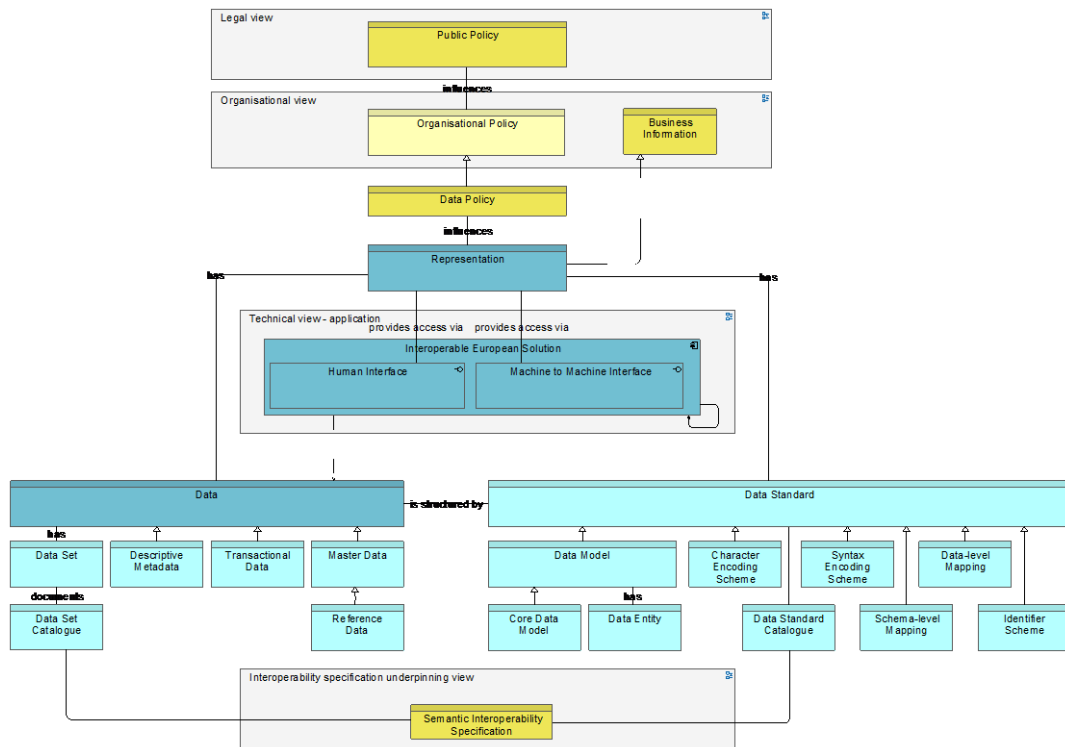 Legal view
Public Policy
influences
Organisational view
Organisational Policy
Business
Information
Data Policy
influences
Representation
has
has
Technical view - application
provides access via
provides access via
Interoperable European Solution
Human Interface
Machine to Machine Interface
Data
is structured by
Data Standard
has
Data Set
Descriptive
Metadata
Transactional
Data
Master Data
Data Model
Character
Encoding
Scheme
Syntax
Encoding
Scheme
Data-level
Mapping
documents
has
Data Set
Catalogue
Reference
Data
Core Data
Model
Data Entity
Data Standard
Catalogue
Schema-level
Mapping
Identifier
Scheme
Interoperability specification underpinning view
Semantic Interoperability
Specification